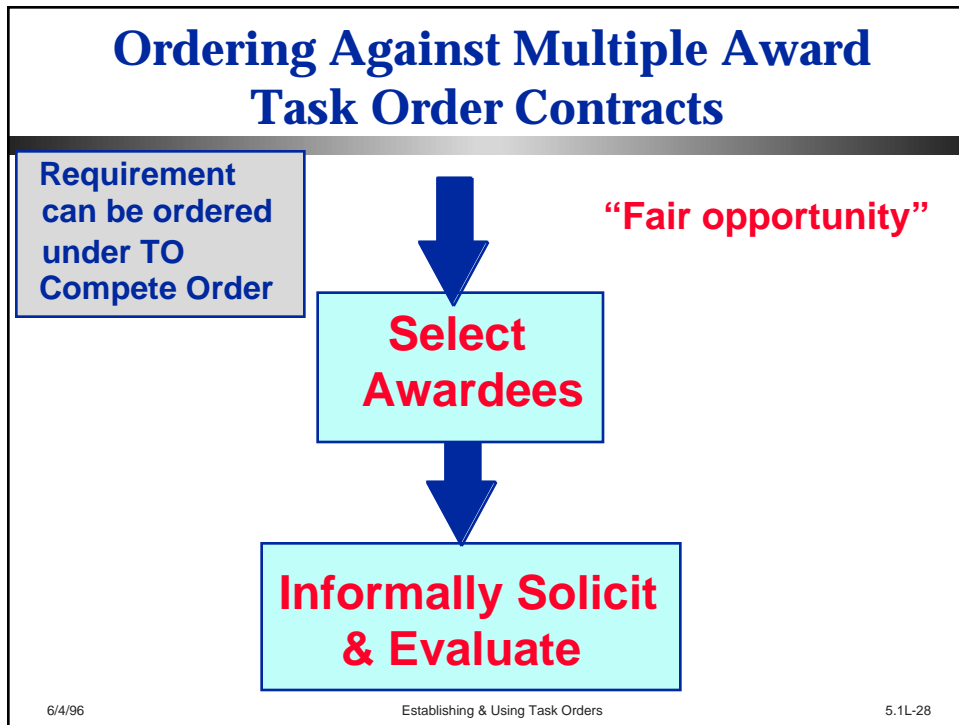 Ordering Against Multiple Award
Task Order Contracts
Requirement
can be ordered
under TO
Compete Order
“Fair opportunity”
Select
Awardees
Informally Solicit
& Evaluate
6/4/96
Establishing & Using Task Orders
5.1L-28